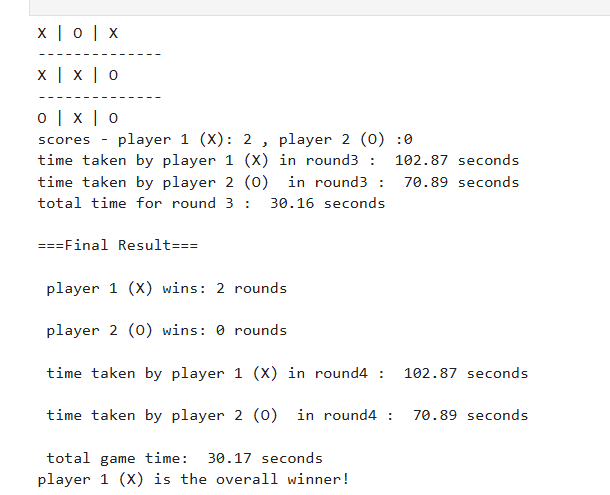 X | O | X
--------------
X | X | O
--------------
O | X | O
scores - player 1 (X): 2 , player 2 (O) :0
time taken by player 1 (X) in round3 :  102.87 seconds
time taken by player 2 (O)  in round3 :  70.89 seconds
total time for round 3 :  30.16 seconds
===Final Result===
player 1 (X) wins: 2 rounds
player 2 (O) wins: 0 rounds
time taken by player 1 (X) in round4 :  102.87 seconds
time taken by player 2 (O)  in round4 :  70.89 seconds
total game time:  30.17 seconds
player 1 (X) is the overall winner!